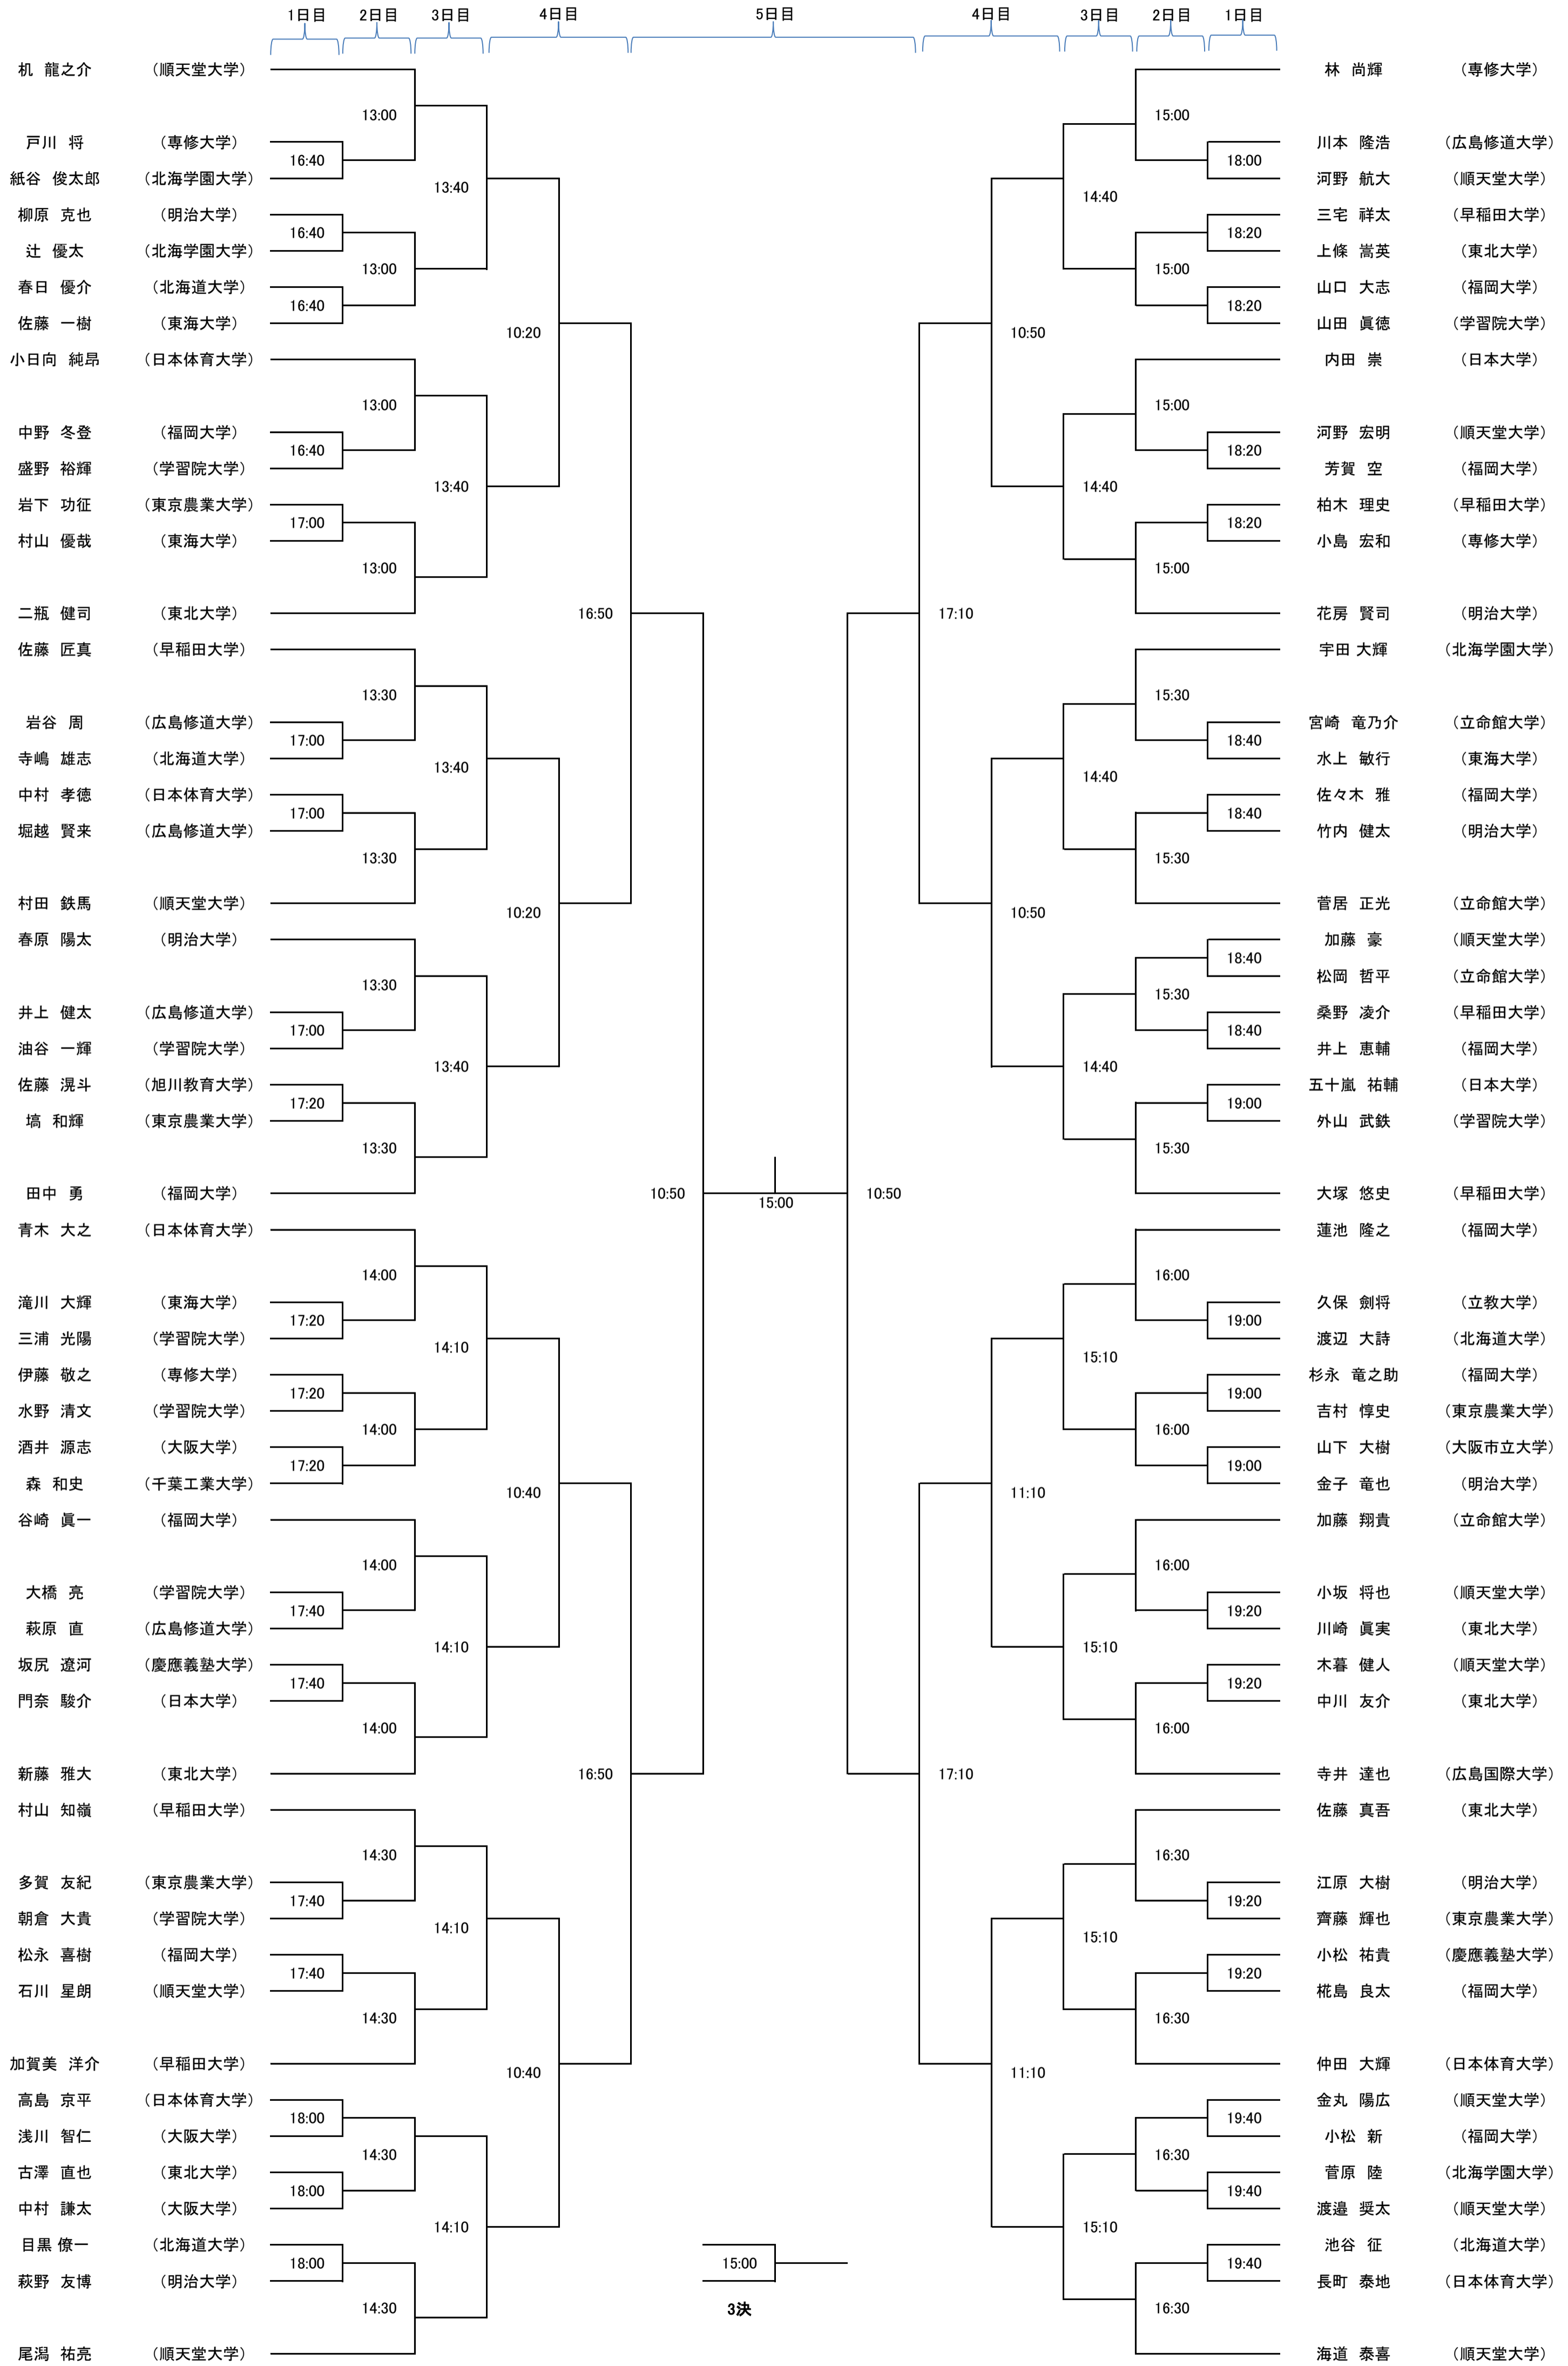 1日目 2日目 3日目 4日目 5日目 4日目 3日目 2日目 1日目
机 龍之介 （順天堂大学） 林 尚輝 （専修大学）
13:00 15:00
戸川 将 （専修大学） 川本 隆浩 （広島修道大学）
16:40 18:00
紙谷 俊太郎 （北海学園大学） 13:40 河野 航大 （順天堂大学）
14:40
柳原 克也 （明治大学） 三宅 祥太 （早稲田大学）
16:40 18:20
辻 優太 （北海学園大学） 上條 嵩英 （東北大学）
13:00 15:00
春日 優介 （北海道大学） 山口 大志 （福岡大学）
16:40 18:20
佐藤 一樹 （東海大学） 山田 眞徳 （学習院大学）
10:20 10:50
小日向 純昂 （日本体育大学） 内田 崇 （日本大学）
13:00 15:00
中野 冬登 （福岡大学） 河野 宏明 （順天堂大学）
16:40 18:20
盛野 裕輝 （学習院大学） 芳賀 空 （福岡大学）
13:40 14:40
岩下 功征 （東京農業大学） 柏木 理史 （早稲田大学）
17:00 18:20
村山 優哉 （東海大学） 小島 宏和 （専修大学）
13:00 15:00
二瓶 健司 （東北大学） 16:50 17:10 花房 賢司 （明治大学）
佐藤 匠真 （早稲田大学） 宇田 大輝 （北海学園大学）
13:30 15:30
岩谷 周 （広島修道大学） 宮崎 竜乃介 （立命館大学）
17:00 18:40
寺嶋 雄志 （北海道大学） 水上 敏行 （東海大学）
13:40 14:40
中村 孝徳 （日本体育大学） 佐々木 雅 （福岡大学）
17:00 18:40
堀越 賢来 （広島修道大学） 竹内 健太 （明治大学）
13:30 15:30
村田 鉄馬 （順天堂大学） 菅居 正光 （立命館大学）
10:20 10:50
春原 陽太 （明治大学） 加藤 豪 （順天堂大学）
18:40
13:30 松岡 哲平 （立命館大学）
15:30
井上 健太 （広島修道大学） 桑野 凌介 （早稲田大学）
17:00 18:40
油谷 一輝 （学習院大学） 井上 恵輔 （福岡大学）
13:40 14:40
佐藤 滉斗 （旭川教育大学） 五十嵐 祐輔 （日本大学）
17:20 19:00
塙 和輝 （東京農業大学） 外山 武鉄 （学習院大学）
13:30 15:30
田中 勇 （福岡大学） 10:50 15:00 10:50 大塚 悠史 （早稲田大学）
青木 大之 （日本体育大学） 蓮池 隆之 （福岡大学）
14:00 16:00
滝川 大輝 （東海大学） 久保 劍将 （立教大学）
17:20 19:00
三浦 光陽 （学習院大学） 14:10 渡辺 大詩 （北海道大学）
15:10
伊藤 敬之 （専修大学） 杉永 竜之助 （福岡大学）
17:20 19:00
水野 清文 （学習院大学） 吉村 惇史 （東京農業大学）
14:00 16:00
酒井 源志 （大阪大学） 山下 大樹 （大阪市立大学）
17:20 19:00
森 和史 （千葉工業大学） 金子 竜也 （明治大学）
10:40 11:10
谷崎 眞一 （福岡大学） 加藤 翔貴 （立命館大学）
14:00 16:00
大橋 亮 （学習院大学） 小坂 将也 （順天堂大学）
17:40 19:20
萩原 直 （広島修道大学） 川崎 眞実 （東北大学）
14:10 15:10
坂尻 遼河 （慶應義塾大学） 木暮 健人 （順天堂大学）
17:40 19:20
門奈 駿介 （日本大学） 中川 友介 （東北大学）
14:00 16:00
新藤 雅大 （東北大学） 16:50 17:10 寺井 達也 （広島国際大学）
村山 知嶺 （早稲田大学） 佐藤 真吾 （東北大学）
14:30 16:30
多賀 友紀 （東京農業大学） 江原 大樹 （明治大学）
17:40 19:20
朝倉 大貴 （学習院大学） 齊藤 輝也 （東京農業大学）
14:10 15:10
松永 喜樹 （福岡大学） 小松 祐貴 （慶應義塾大学）
17:40 19:20
石川 星朗 （順天堂大学） 椛島 良太 （福岡大学）
14:30 16:30
加賀美 洋介 （早稲田大学） 仲田 大輝 （日本体育大学）
10:40 11:10
高島 京平 （日本体育大学） 金丸 陽広 （順天堂大学）
18:00 19:40
浅川 智仁 （大阪大学） 小松 新 （福岡大学）
14:30 16:30
古澤 直也 （東北大学） 菅原 陸 （北海学園大学）
18:00 19:40
中村 謙太 （大阪大学） 渡邉 奨太 （順天堂大学）
14:10 15:10
目黒 僚一 （北海道大学） 池谷 征 （北海道大学）
18:00 15:00 19:40
萩野 友博 （明治大学） 長町 泰地 （日本体育大学）
14:30 3決 16:30
尾潟 祐亮 （順天堂大学） 海道 泰喜 （順天堂大学）